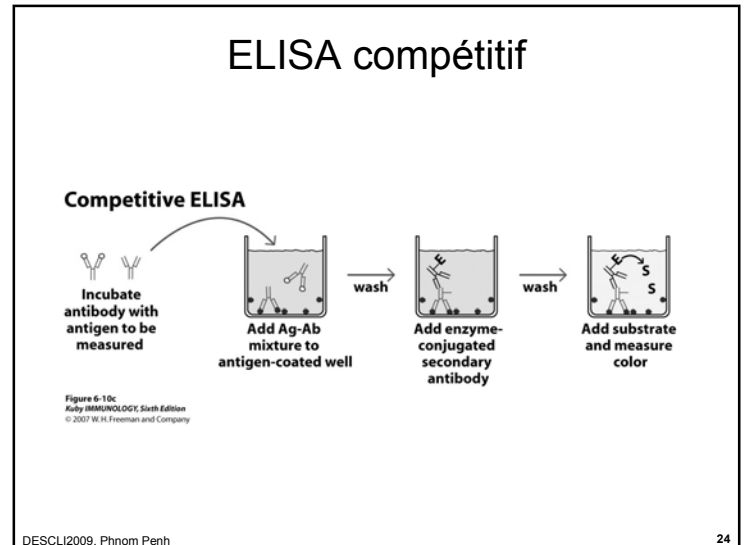 ELISA compétitif
Competitive ELISA
Incubate
antibody with
antigen to be
measured
Add Ag-Ab
mixture to
antigen-coated well
wash
E
Add enzyme-
conjugated
secondary
antibody
wash
E
S
S
Add substrate
and measure
color
Figure 6-10c
Kuby IMMUNOLOGY, Sixth Edition
© 2007 W. H. Freeman and Company
DESCLI2009, Phnom Penh
24